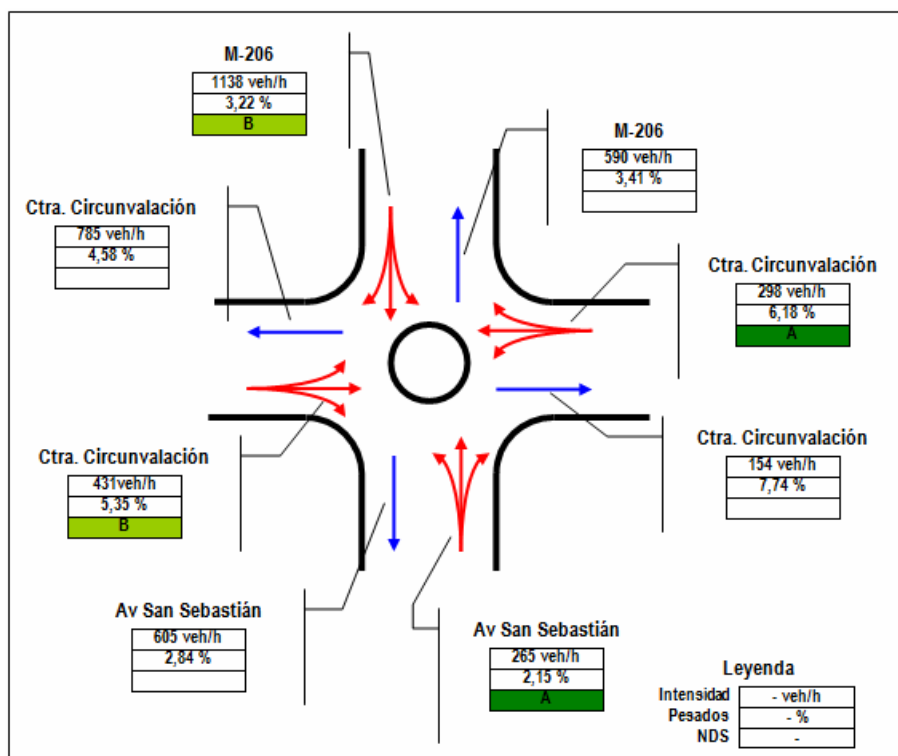 M-206
1138 veh/h
3,22 %
B
M-206
590 veh/h
3,41 %
Ctra. Circunvalación
785 veh/h
4,58 %
Ctra. Circunvalación
298 veh/h
6,18 %
A
Ctra. Circunvalación
431veh/h
5,35 %
B
Ctra. Circunvalación
154 veh/h
7,74 %
Av San Sebastián
605 veh/h
2,84 %
Av San Sebastián
265 veh/h
2,15 %
A
Leyenda
Intensidad - veh/h
Pesados - %
NDS -